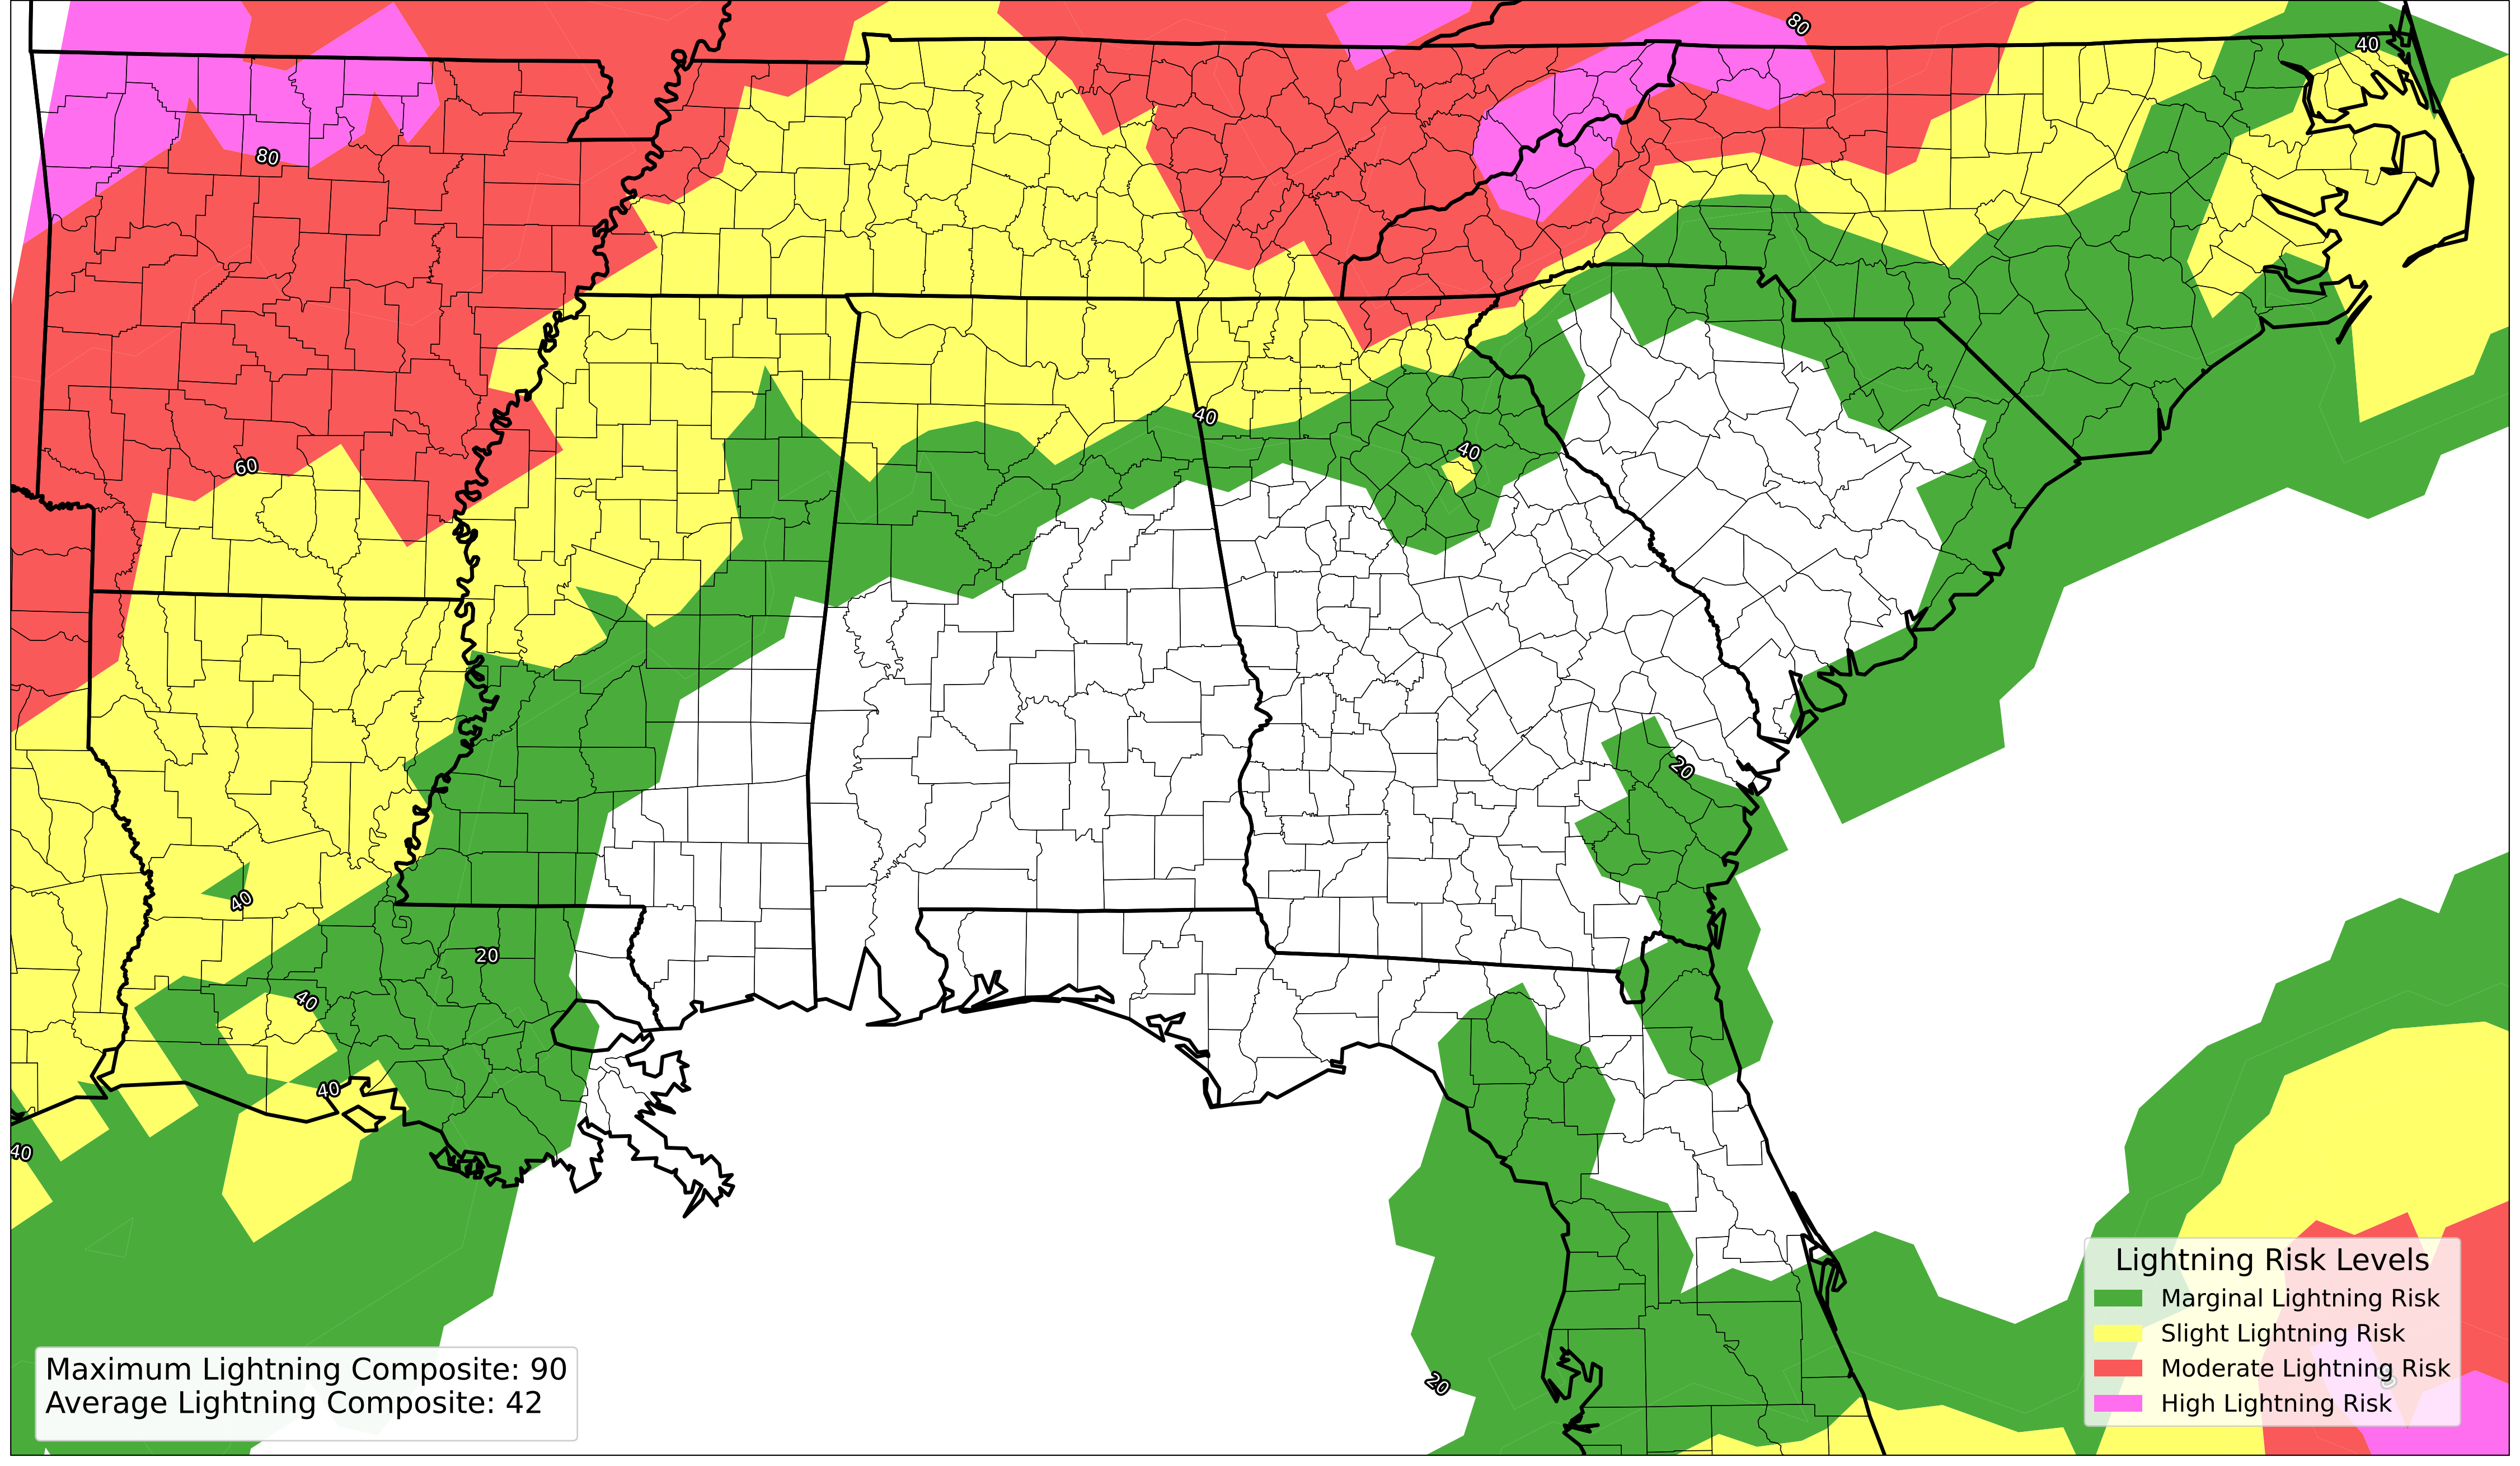 80
40
80
60
40
40
20
40
20
40
40
40
20
Lightning Risk Levels
Marginal Lightning Risk
Slight Lightning Risk
Moderate Lightning Risk
High Lightning Risk
Maximum Lightning Composite: 90
Average Lightning Composite: 42